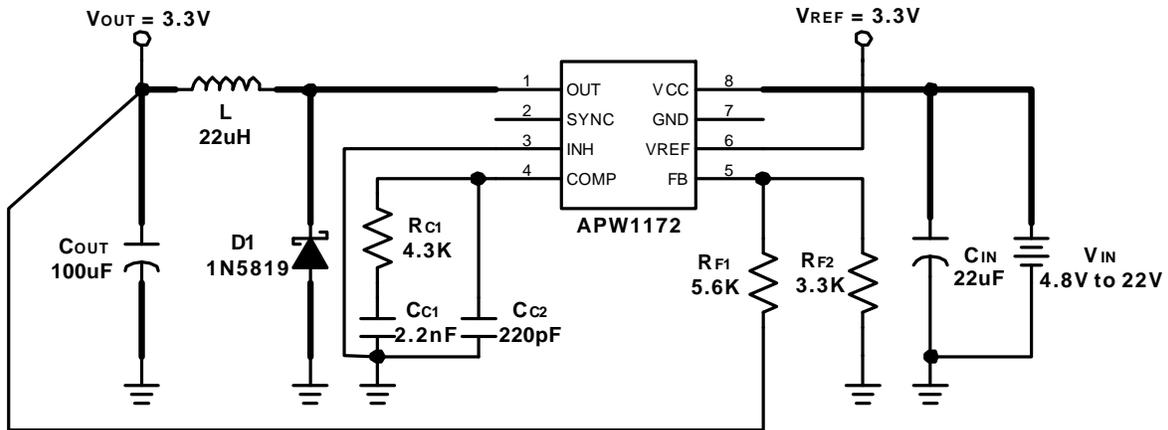 VOUT = 3.3V
VREF = 3.3V
L
22uH
1
OUT
2
SYNC
3
INH
4
COMP
VCC
8
GND
7
VREF
6
FB
5
APW1172
COUT
100uF
D1
1N5819
RC1
4.3K
CC1
2.2nF
CC2
220pF
RF1
5.6K
RF2
3.3K
CIN
22uF
VIN
4.8V to 22V